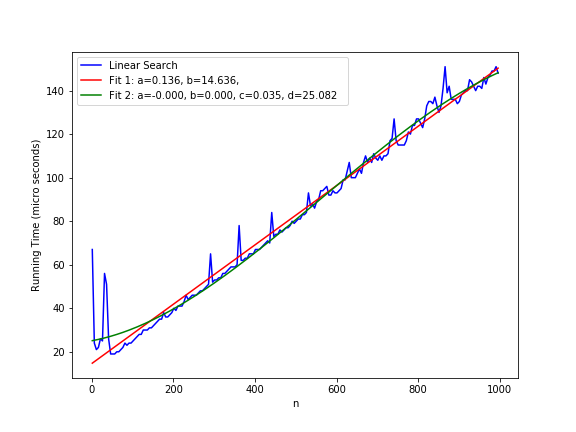 Linear Search
Fit 1: a=0.136, b=14.636,
Fit 2: a=-0.000, b=0.000, c=0.035, d=25.082
140
120
100
80
60
40
20
Running Time (micro seconds)
0 200 400 600 800 1000
n